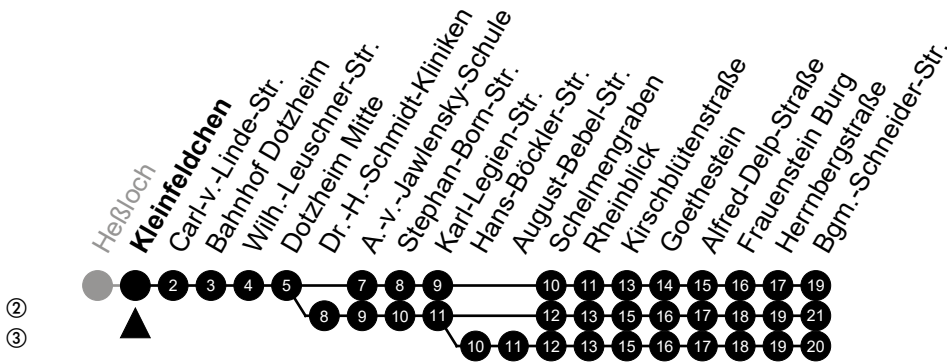 Heßloch
Kleinfeldchen
Carl-v.-Linde-Str.
Bahnhof Dotzheim
Wilh.-Leuschner-Str.
Dotzheim Mitte
Dr.-H.-Schmidt-Kliniken
A.-v.-Jawlensky-Schule
Stephan-Born-Str.
Karl-Legien-Str.
Hans-Böckler-Str.
August-Bebel-Str.
Schelmengraben
Rheinblick
Kirschblütenstraße
Goethestein
Alfred-Delp-Straße
Frauenstein Burg
Herrnbergstraße
Bgm.-Schneider-Str.
2 3 4 5 7 8 9 10 11 13 14 15 16 17 19
② 8 9 10 11 12 13 15 16 17 18 19 21
③ 10 11 12 13 15 16 17 18 19 20